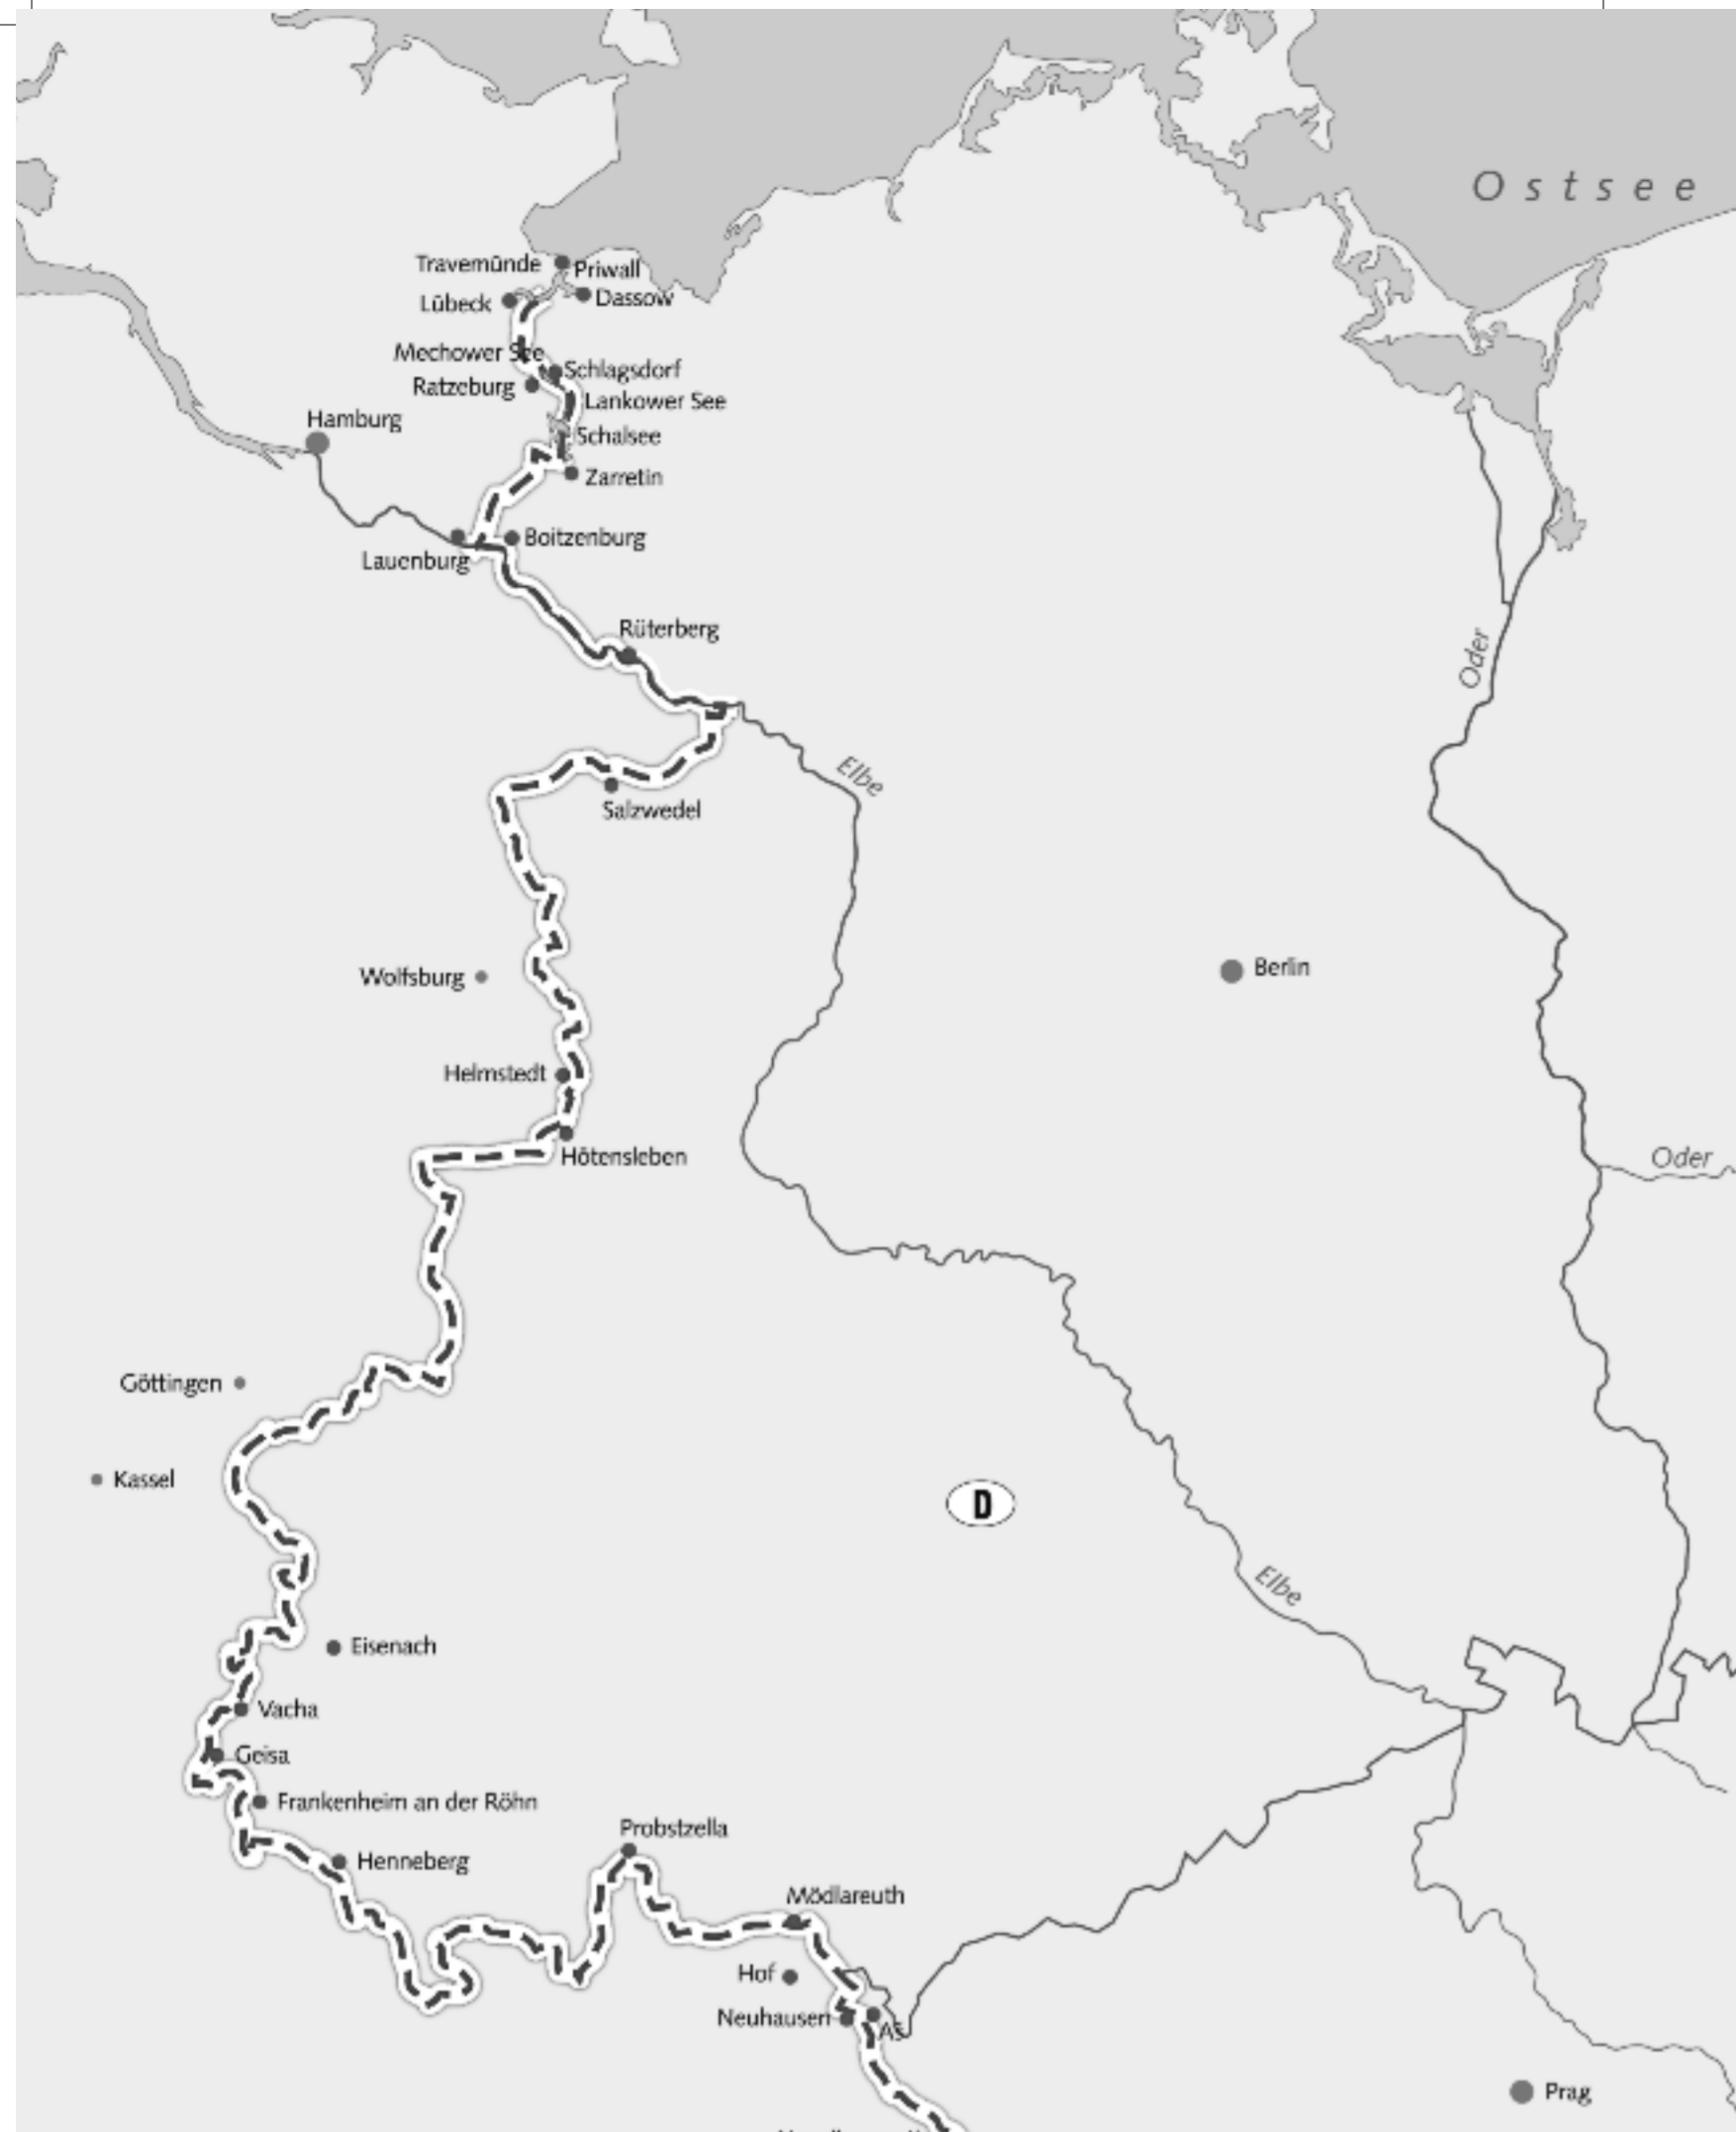 Ostsee
Travemünde
Priwall
Lübeck
Dassow
Mechower See
Schlagsdorf
Ratzeburg
Lankower See
Hamburg
Schalsee
Zarretin
Boitzenburg
Lauenburg
Rüterberg
Oder
Elbe
Salzwedel
Wolfsburg
Berlin
Helmstedt
Hötensleben
Oder
Göttingen
Kassel
D
Elbe
Eisenach
Vacha
Geisa
Frankenheim an der Röhn
Probstzella
Henneberg
Mödlareuth
Hof
Neuhausen
Aš
Prag